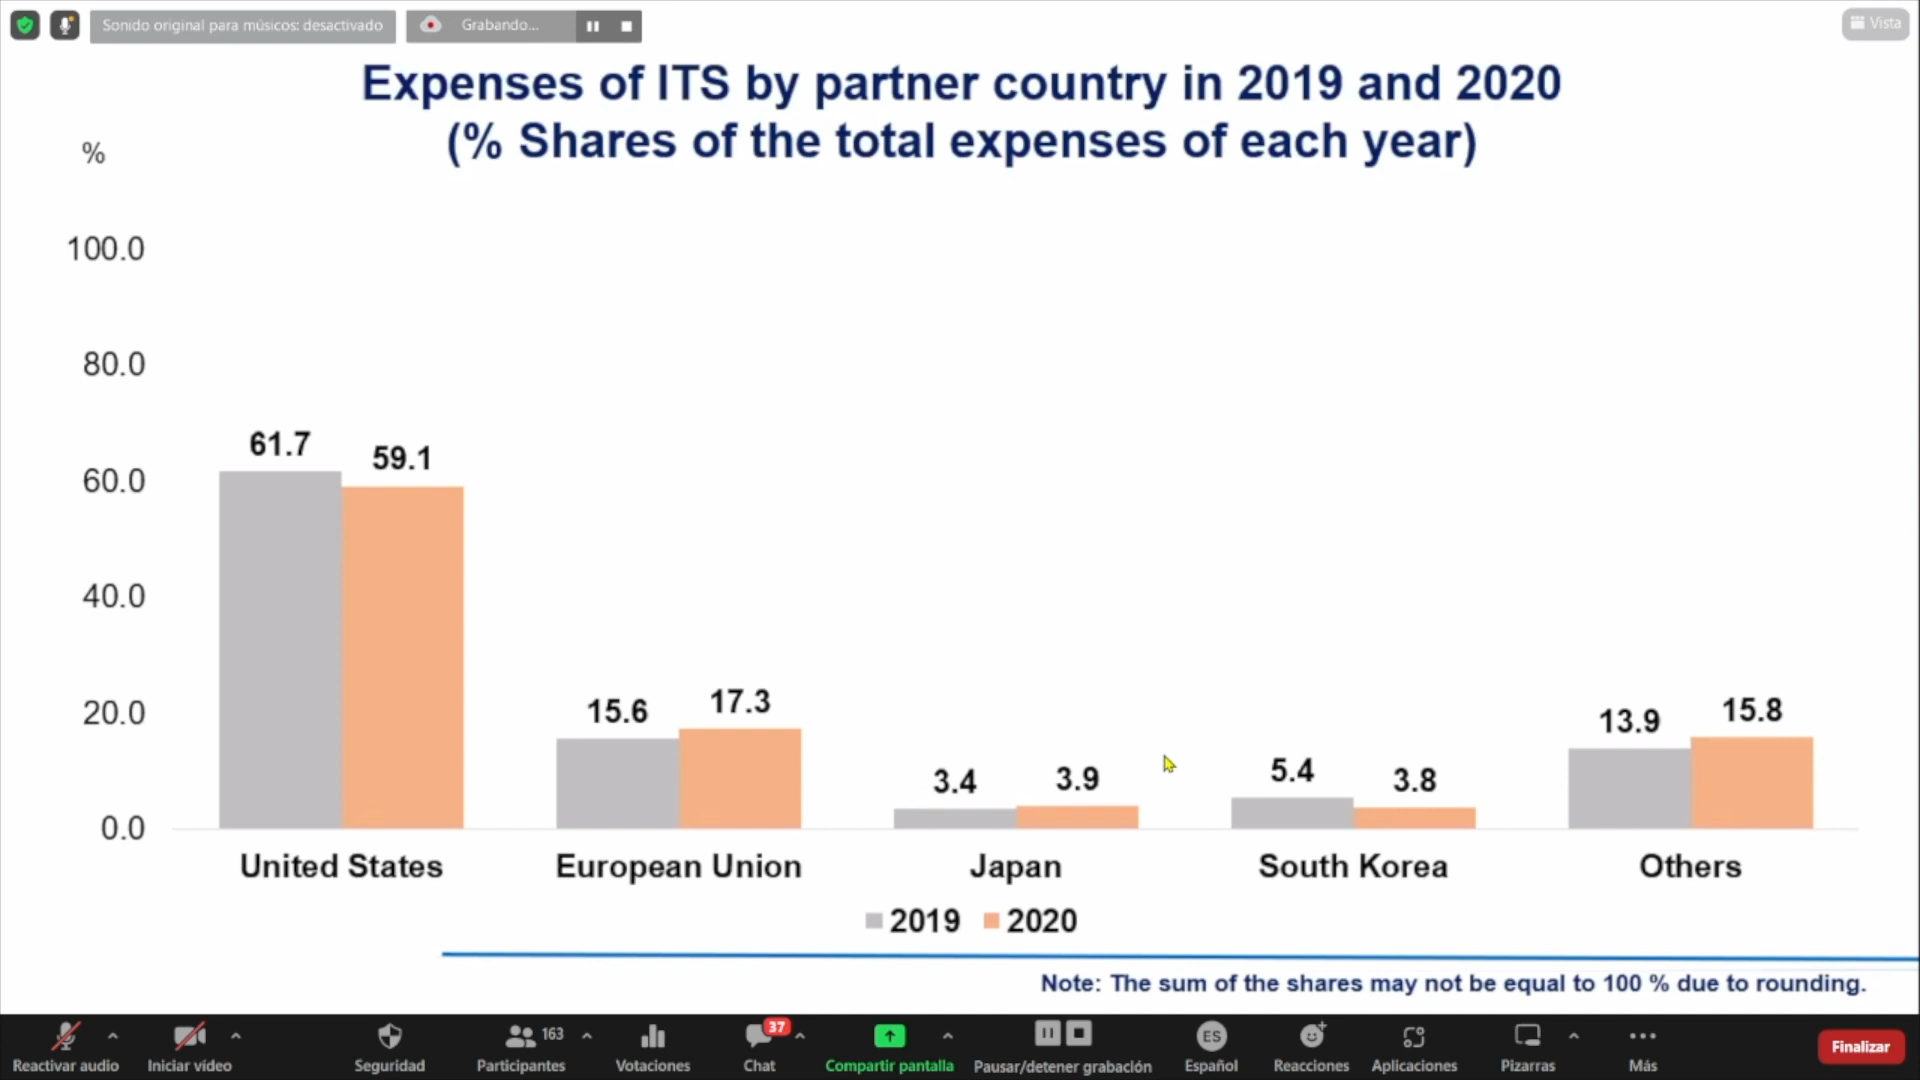 Sonido original para músicos: desactivado
Grabando...
Vista
Expenses of ITS by partner country in 2019 and 2020
(% Shares of the total expenses of each year)
%
100.0
80.0
60.0
40.0
20.0
0.0
61.7
59.1
15.6
17.3
3.4
3.9
5.4
3.8
13.9
15.8
United States
European Union
Japan
South Korea
Others
2019
2020
Note: The sum of the shares may not be equal to 100 % due to rounding.
Reactivar audio
Iniciar vídeo
Seguridad
163
Participantes
Votaciones
37
Chat
Compartir pantalla
Pausar/detener grabación
ES
Español
Reacciones
Aplicaciones
Pizarras
Más
Finalizar